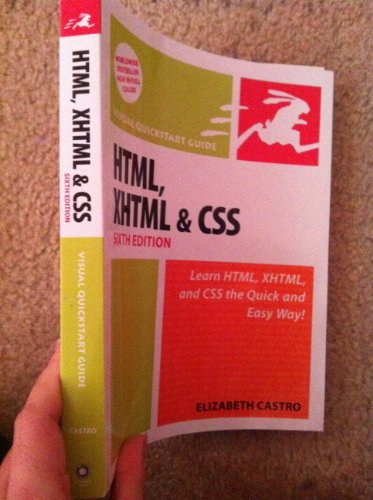 HTML, XHTML & CSS
SIXTH EDITION
VISUAL QUICKSTART GUIDE
CASTRO
WORLDWIDE
BESTSELLER
NOW IN FULL
COLOR!
VISUAL QUICKSTART GUIDE
HTML,
XHTML & CSS
SIXTH EDITION
Learn HTML, XHTML,
and CSS the Quick and
Easy Way!
ELIZABETH CASTRO